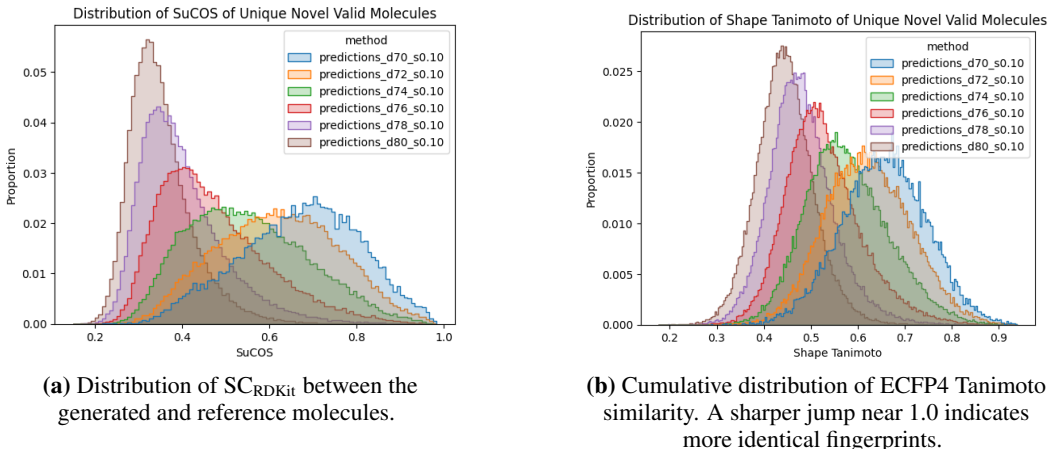 Distribution of SuCOS of Unique Novel Valid Molecules
method
predictions_d70_s0.10
predictions_d72_s0.10
predictions_d74_s0.10
predictions_d76_s0.10
predictions_d78_s0.10
predictions_d80_s0.10
Proportion
0.05
0.04
0.03
0.02
0.01
0.00
0.2 0.4 0.6 0.8 1.0
SuCOS
(a) Distribution of SC_RDKit between the
generated and reference molecules.
Distribution of Shape Tanimoto of Unique Novel Valid Molecules
method
predictions_d70_s0.10
predictions_d72_s0.10
predictions_d74_s0.10
predictions_d76_s0.10
predictions_d78_s0.10
predictions_d80_s0.10
Proportion
0.025
0.020
0.015
0.010
0.005
0.000
0.2 0.3 0.4 0.5 0.6 0.7 0.8 0.9
Shape Tanimoto
(b) Cumulative distribution of ECFP4 Tanimoto
similarity. A sharper jump near 1.0 indicates
more identical fingerprints.